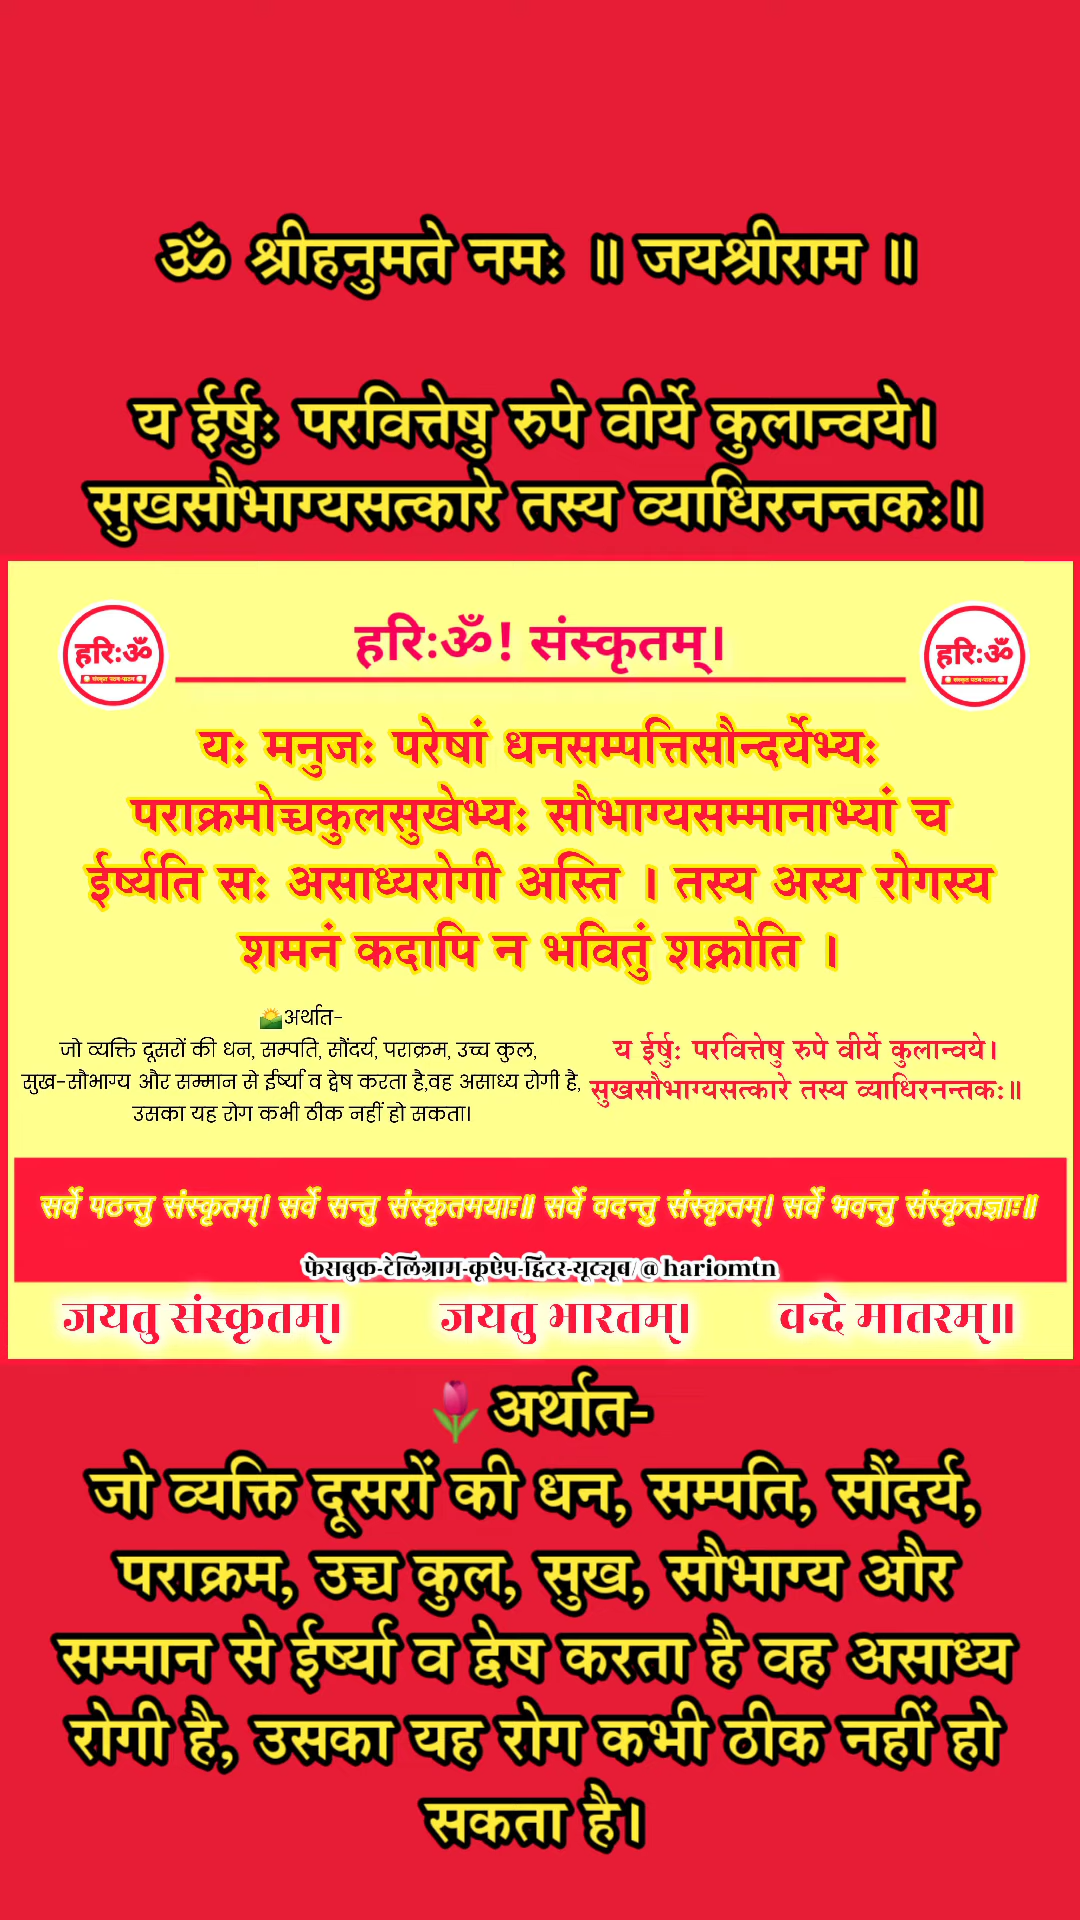 ॐ श्रीहनुमते नमः ॥ जयश्रीराम ॥
य ईर्षुः परवित्तेषु रुपे वीर्ये कुलान्वये।
सुखसौभाग्यसत्कारे तस्य व्याधिरनन्तकः॥
हरिःॐ
संस्कृत पठन-पाठन
हरिःॐ! संस्कृतम्।
हरिःॐ
संस्कृत पठन-पाठन
यः मनुजः परेषां धनसम्पत्तिसौन्दर्येभ्यः
पराक्रमोच्चकुलसुखेभ्यः सौभाग्यसम्मानाभ्यां च
ईर्ष्यति सः असाध्यरोगी अस्ति । तस्य अस्य रोगस्य
शमनं कदापि न भवितुं शक्नोति ।
🌄अर्थात-
जो व्यक्ति दूसरों की धन, सम्पति, सौंदर्य, पराक्रम, उच्च कुल,
सुख-सौभाग्य और सम्मान से ईर्ष्या व द्वेष करता है,वह असाध्य रोगी है,
उसका यह रोग कभी ठीक नहीं हो सकता।
य ईर्षुः परवित्तेषु रुपे वीर्ये कुलान्वये।
सुखसौभाग्यसत्कारे तस्य व्याधिरनन्तकः॥
सर्वे पठन्तु संस्कृतम्। सर्वे सन्तु संस्कृतमयाः॥ सर्वे वदन्तु संस्कृतम्। सर्वे भवन्तु संस्कृतज्ञाः॥
फेसबुक-टेलिग्राम-कूऐप-ट्विटर-यूट्यूब/@hariomtn
जयतु संस्कृतम्। जयतु भारतम्। वन्दे मातरम्॥
🌷अर्थात-
जो व्यक्ति दूसरों की धन, सम्पति, सौंदर्य,
पराक्रम, उच्च कुल, सुख, सौभाग्य और
सम्मान से ईर्ष्या व द्वेष करता है वह असाध्य
रोगी है, उसका यह रोग कभी ठीक नहीं हो
सकता है।